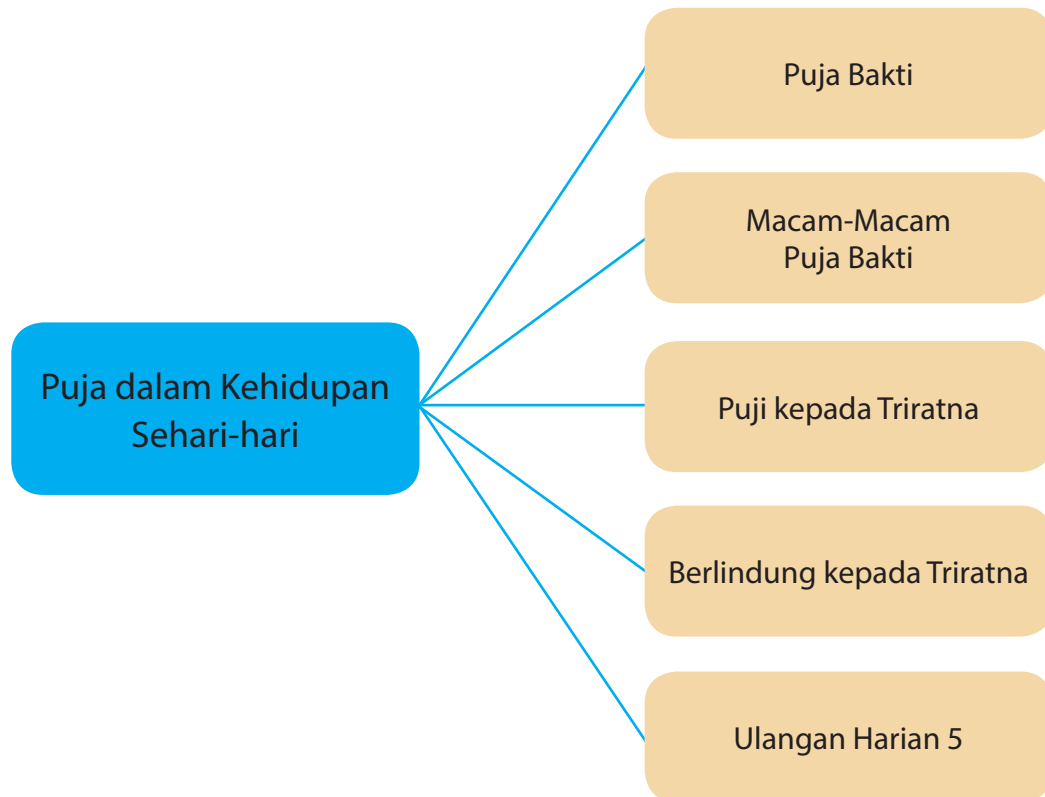 Puja dalam Kehidupan
Sehari-hari
Puja Bakti
Macam-Macam
Puja Bakti
Puji kepada Triratna
Berlindung kepada Triratna
Ulangan Harian 5